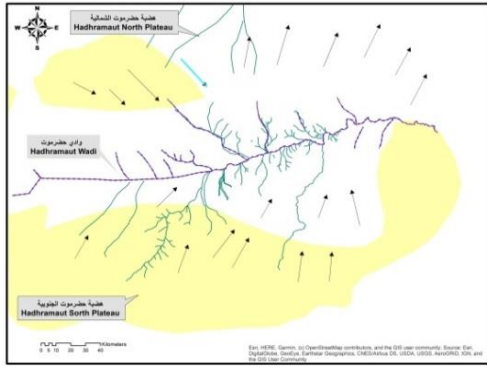 N
W E
S
هضبة حضرموت الشمالية
Hadhramaut North Plateau
وادي حضرموت
Hadhramaut Wadi
هضبة حضرموت الجنوبية
Hadhramaut Sorth Plateau
0 5 10 20 30 40 Kilometers
Esri, HERE, Garmin, (c) OpenStreetMap contributors, and the GIS user community, Source: Esri,
DigitalGlobe, GeoEye, Earthstar Geographics, CNES/Airbus DS, USDA, USGS, AeroGRID, IGN, and
the GIS User Community